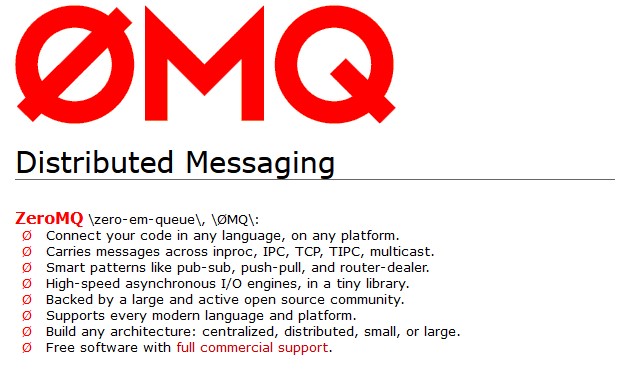 ØMQ
Distributed Messaging
ZeroMQ \zero-em-queue\, \ØMQ\:
Ø Connect your code in any language, on any platform.
Ø Carries messages across inproc, IPC, TCP, TIPC, multicast.
Ø Smart patterns like pub-sub, push-pull, and router-dealer.
Ø High-speed asynchronous I/O engines, in a tiny library.
Ø Backed by a large and active open source community.
Ø Supports every modern language and platform.
Ø Build any architecture: centralized, distributed, small, or large.
Ø Free software with full commercial support.